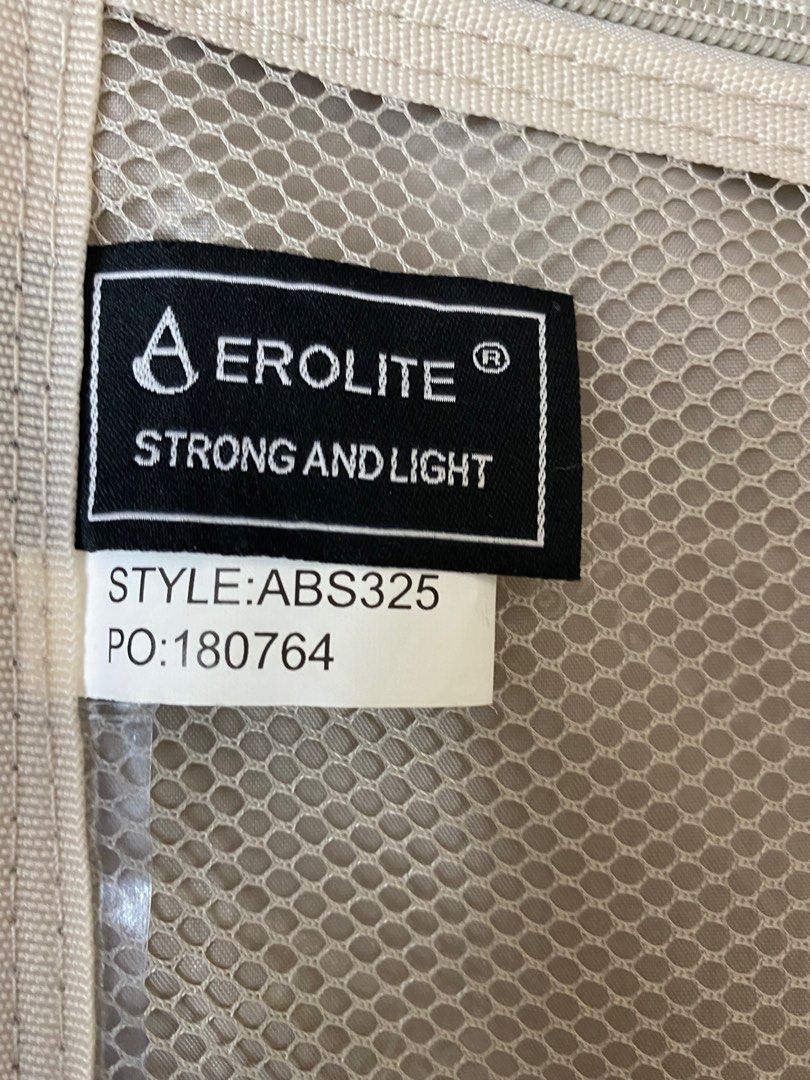 AEROLITE ®
STRONG AND LIGHT
STYLE:ABS325
PO:180764